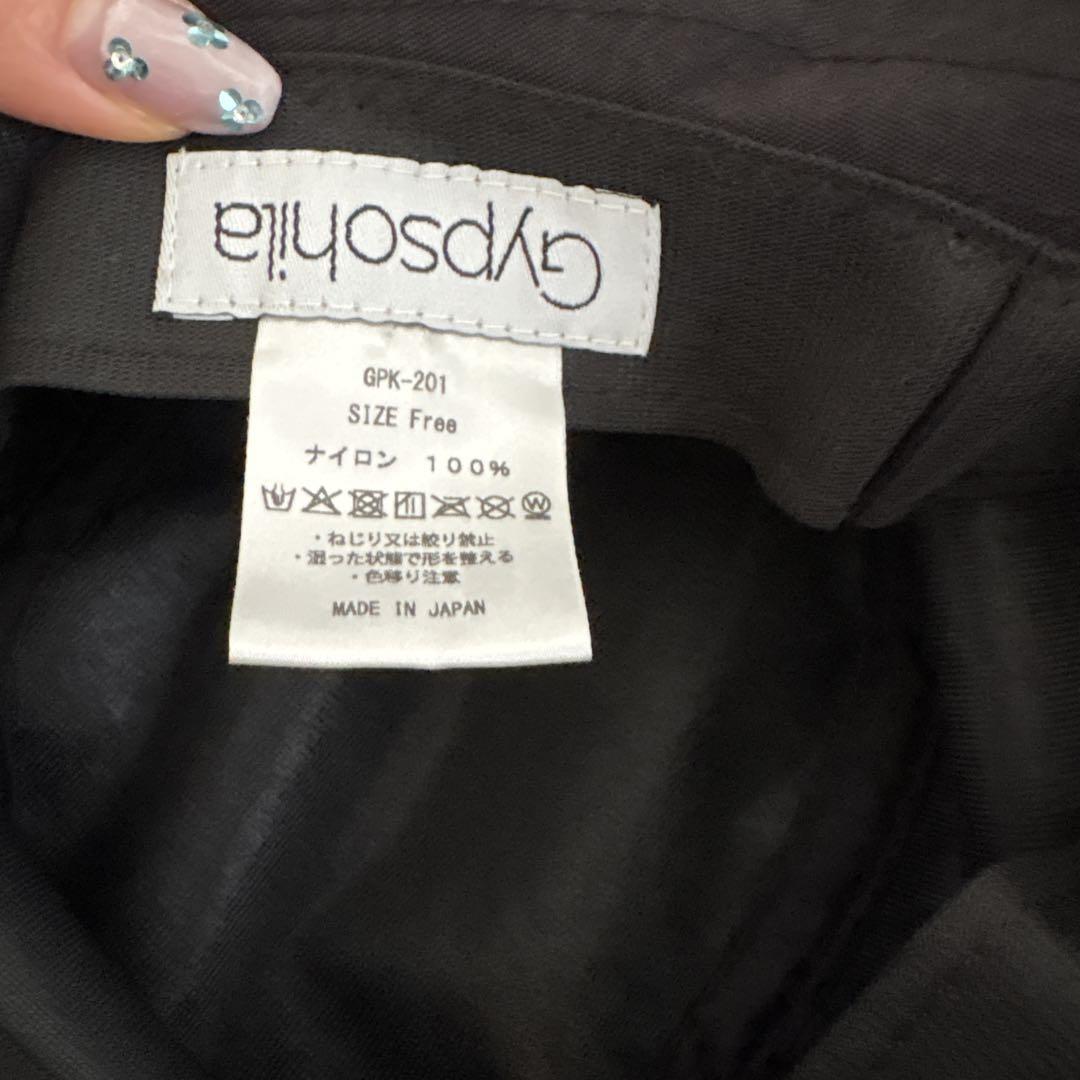 Gypsohila
GPK-201
SIZE Free
ナイロン 100%
W
・ねじり又は絞り禁止
・湿った状態で形を整える
・色移り注意
MADE IN JAPAN